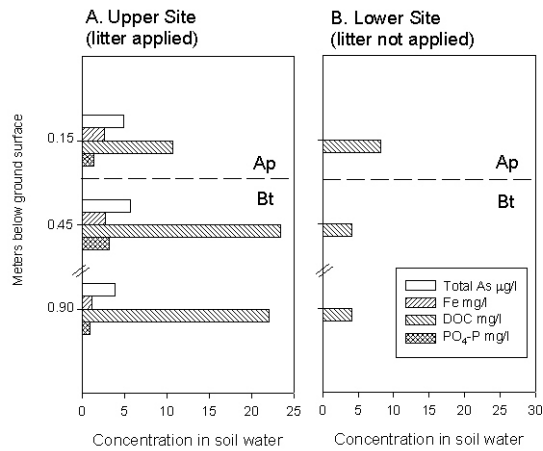 A. Upper Site
(litter applied)
B. Lower Site
(litter not applied)
Meters below ground surface
0.15
0.45
0.90
Ap
Bt
Ap
Bt
Total As µg/l
Fe mg/l
DOC mg/l
PO₄-P mg/l
0 5 10 15 20 25
0 5 10 15 20 25 30
Concentration in soil water
Concentration in soil water